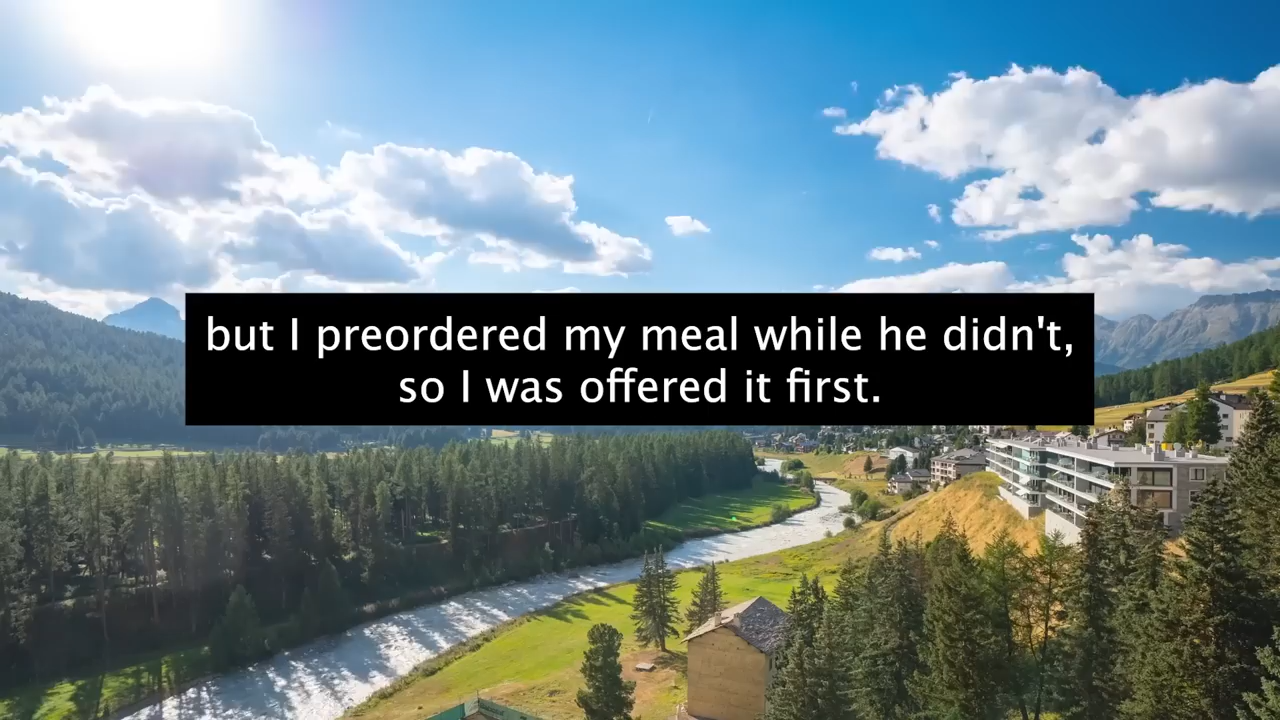 but I preordered my meal while he didn't,
so I was offered it first.